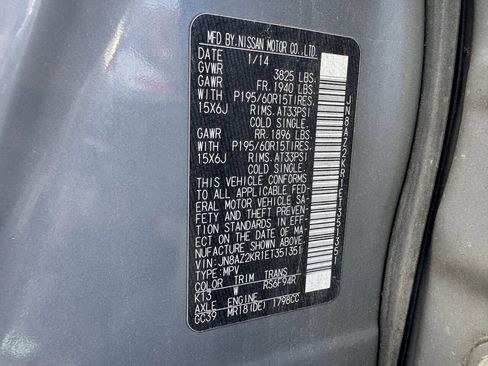 MFD BY.NISSAN MOTOR CO.,LTD.
1/14
GVWR 3825 LBS.
GAWR FR. 1940 LBS.
WITH P195/60R15TIRES.
15X6J RIMS.AT33PSI
COLD SINGLE.
GAWR RR. 1896 LBS.
WITH P195/60R15TIRES.
15X6J RIMS.AT33PSI
COLD SINGLE.
THIS VEHICLE CONFORMS
TO ALL APPLICABLE FED-
ERAL MOTOR VEHICLE SA-
FETY AND THEFT PREVEN-
TION STANDARDS IN EFF-
ECT ON THE DATE OF MA-
NUFACTURE SHOWN ABOVE.
VIN:JN8AZ2KR1ET351351
TYPE:MPV
COLOR TRIM TRANS
K13 W RS6F94R
AXLE ENGINE
GC39 MR18(DE) 1798CC
JN8AZ2KR1ET351351